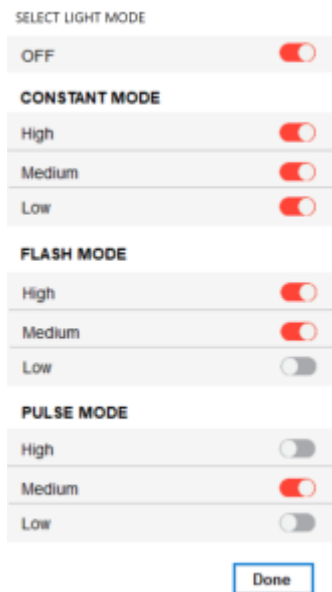 SELECT LIGHT MODE
OFF
CONSTANT MODE
High
Medium
Low
FLASH MODE
High
Medium
Low
PULSE MODE
High
Medium
Low
Done